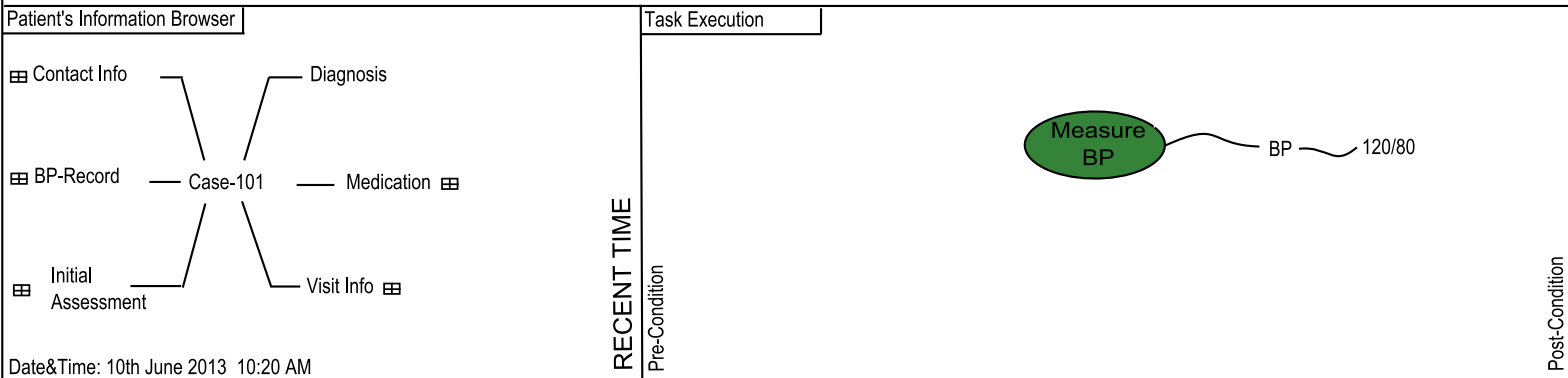 Patient's Information Browser
Contact Info
Diagnosis
BP-Record
Case-101
Medication
Initial
Assessment
Visit Info
Date&Time: 10th June 2013 10:20 AM
RECENT TIME
Task Execution
Pre-Condition
Measure
BP
BP
120/80
Post-Condition